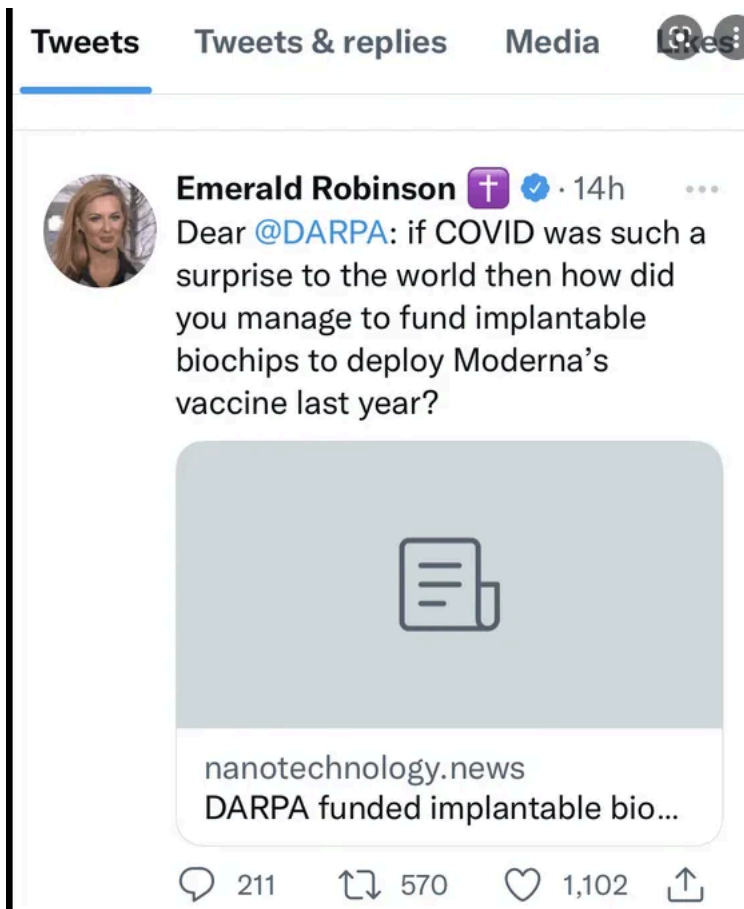 Tweets Tweets & replies Media Likes
Emerald Robinson ✝️ · 14h
Dear @DARPA: if COVID was such a
surprise to the world then how did
you manage to fund implantable
biochips to deploy Moderna’s
vaccine last year?
nanotechnology.news
DARPA funded implantable bio...
211 570 1,102